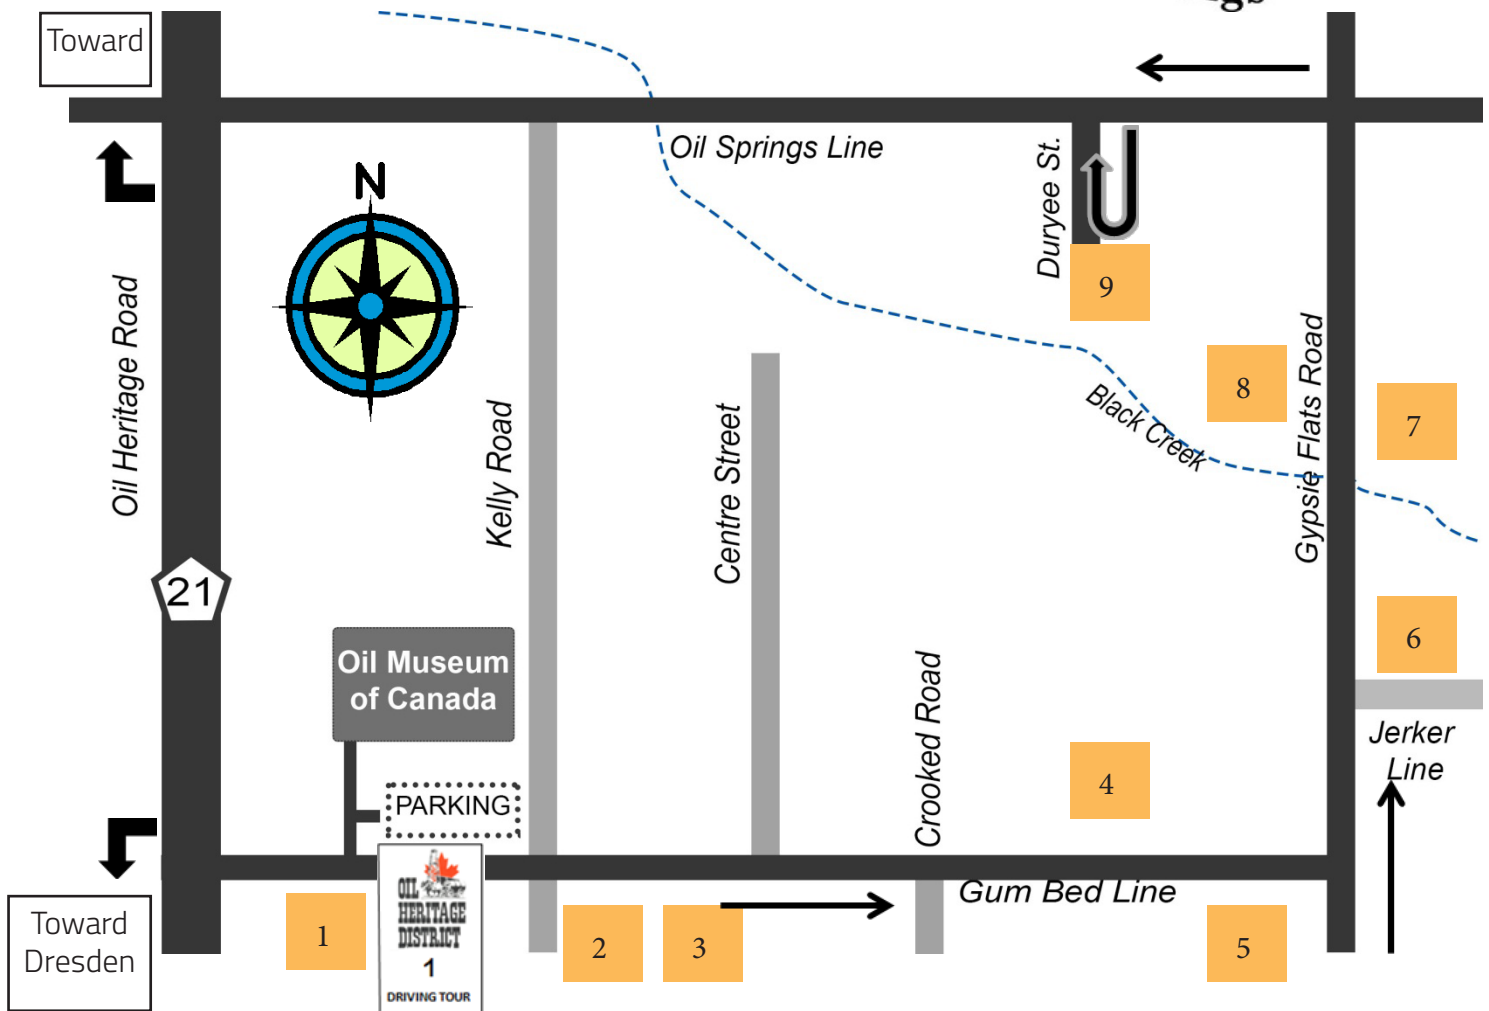 Toward
N
Oil Springs Line
Duryee St.
9
Oil Heritage Road
Kelly Road
Centre Street
Black Creek
8
Gypsie Flats Road
7
21
6
Oil Museum
of Canada
Jerker
Line
Crooked Road
4
PARKING
OIL
HERITAGE
DISTRICT
1
DRIVING TOUR
Gum Bed Line
Toward
Dresden
1
2
3
5